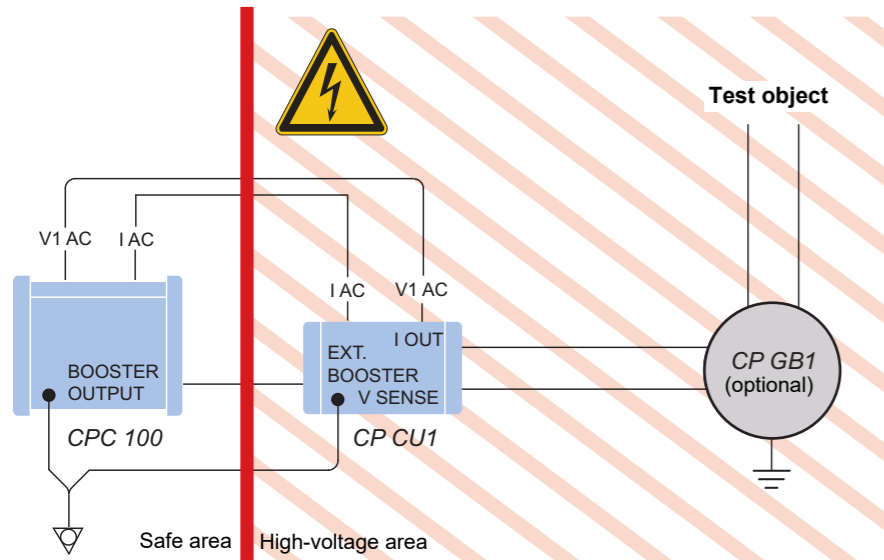 Test object
V1 AC
I AC
I AC
V1 AC
I OUT
EXT.
BOOSTER
V SENSE
BOOSTER
OUTPUT
CP GB1
(optional)
CPC 100
CP CU1
Safe area
High-voltage area